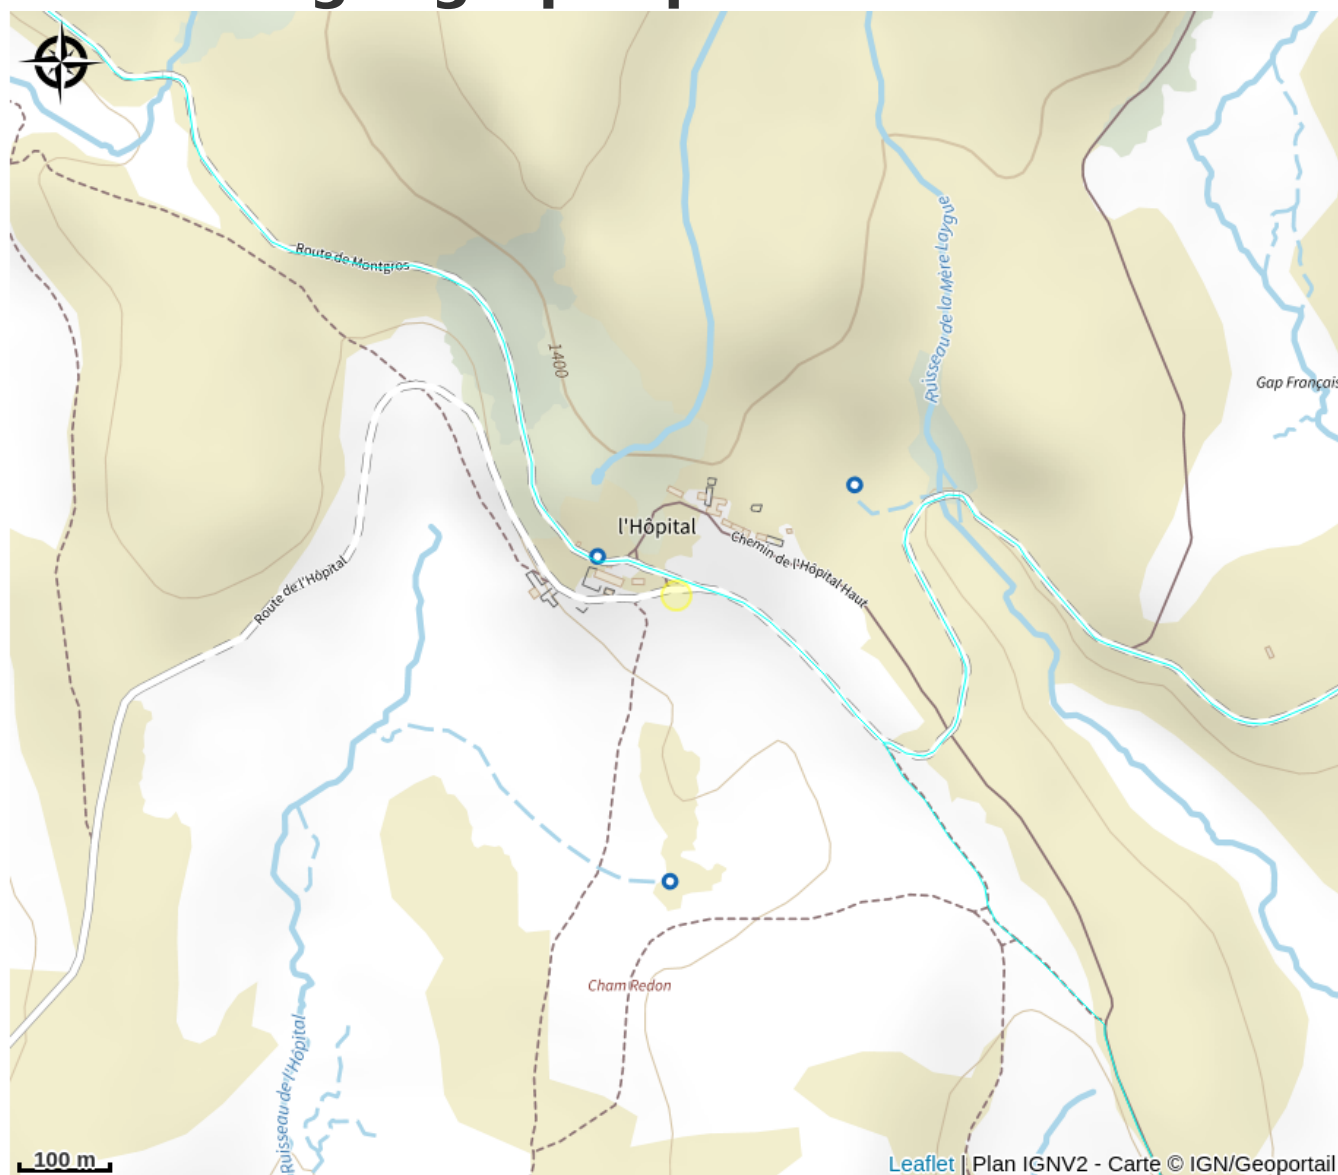 Route de Montgros
Ruisseau de la Mère Laygue
1400
Gap Français
l'Hôpital
Chemin de l'Hôpital Haut
Route de l'Hôpital
Cham Redon
Ruisseau de l'Hôpital
100 m
Leaflet | Plan IGNV2 - Carte © IGN/Geoportail